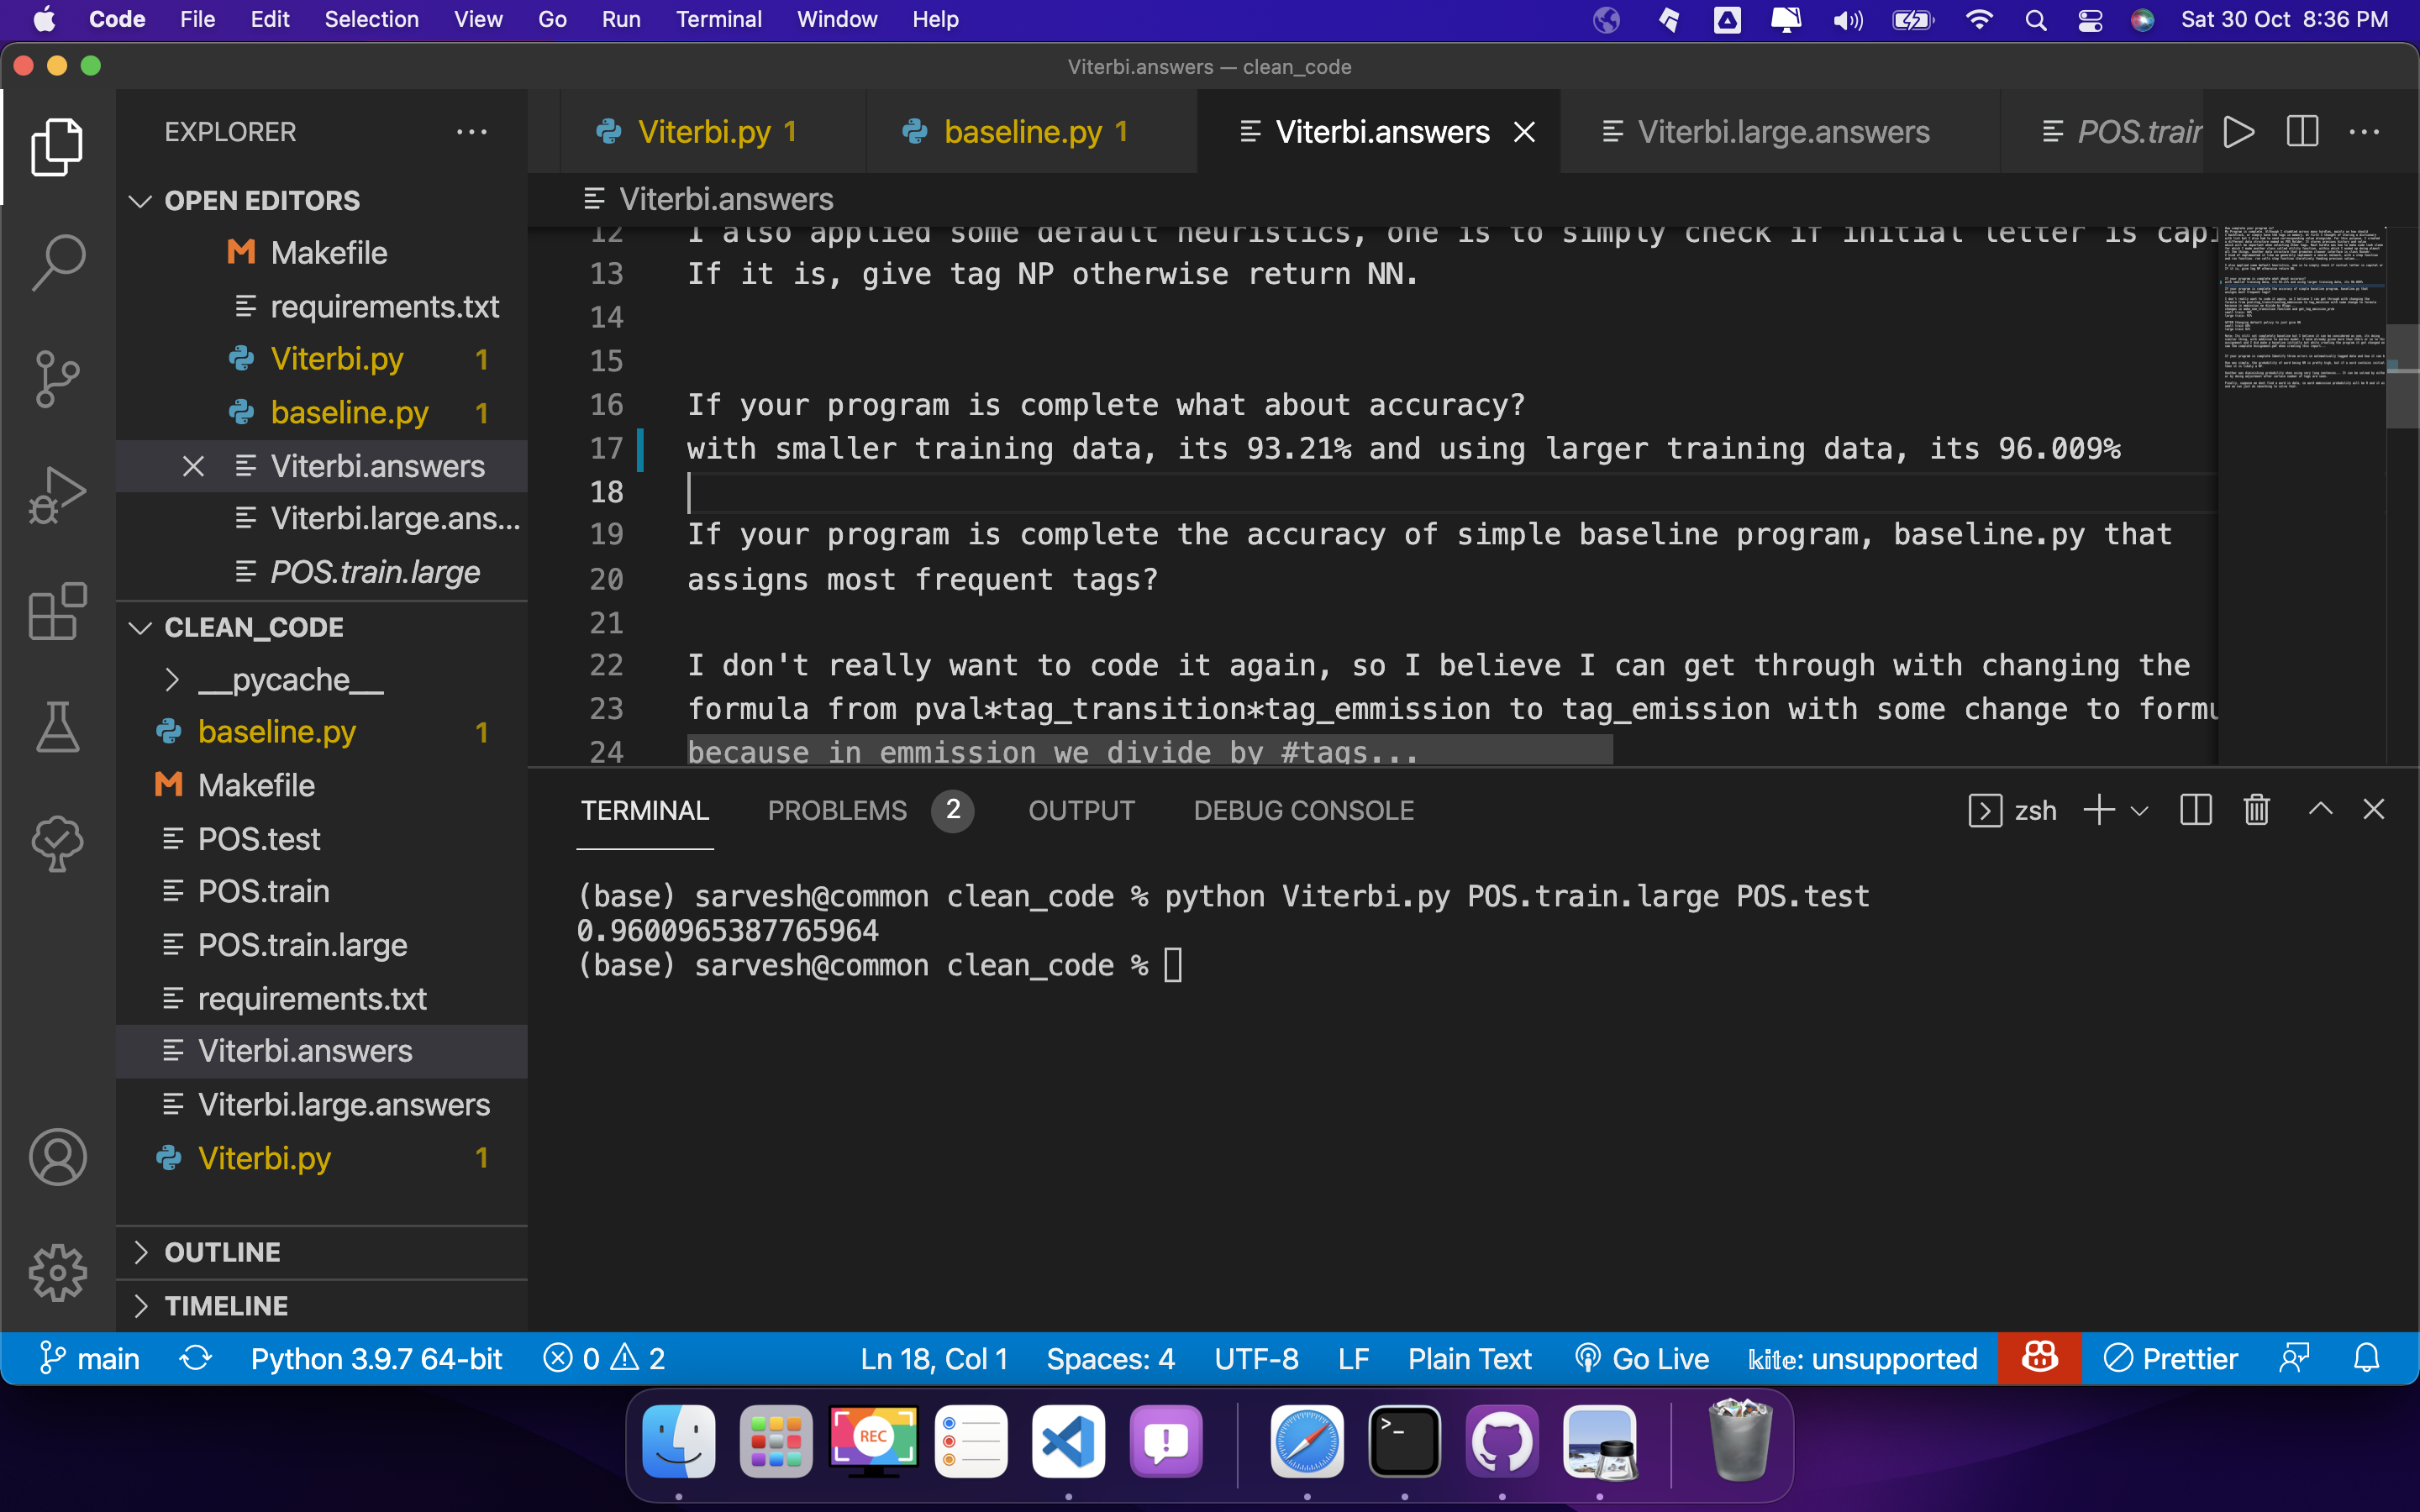 Code File Edit Selection View Go Run Terminal Window Help Sat 30 Oct 8:36 PM
Viterbi.answers — clean_code
EXPLORER
OPEN EDITORS
Makefile
requirements.txt
Viterbi.py 1
baseline.py 1
Viterbi.answers
Viterbi.large.ans...
POS.train.large
CLEAN_CODE
__pycache__
baseline.py 1
Makefile
POS.test
POS.train
POS.train.large
requirements.txt
Viterbi.answers
Viterbi.large.answers
Viterbi.py 1
OUTLINE
TIMELINE
Viterbi.py 1 baseline.py 1 Viterbi.answers Viterbi.large.answers POS.train
Viterbi.answers
12 I also applied some default heuristics, one is to simply check if initial letter is capi
13 If it is, give tag NP otherwise return NN.
14
15
16 If your program is complete what about accuracy?
17 with smaller training data, its 93.21% and using larger training data, its 96.009%
18
19 If your program is complete the accuracy of simple baseline program, baseline.py that
20 assigns most frequent tags?
21
22 I don't really want to code it again, so I believe I can get through with changing the
23 formula from pval*tag_transition*tag_emmission to tag_emission with some change to formu
24 because in emmission we divide by #tags...
TERMINAL PROBLEMS 2 OUTPUT DEBUG CONSOLE zsh
(base) sarvesh@common clean_code % python Viterbi.py POS.train.large POS.test
0.9600965387765964
(base) sarvesh@common clean_code %
main Python 3.9.7 64-bit 0 2 Ln 18, Col 1 Spaces: 4 UTF-8 LF Plain Text Go Live kite: unsupported Prettier
REC